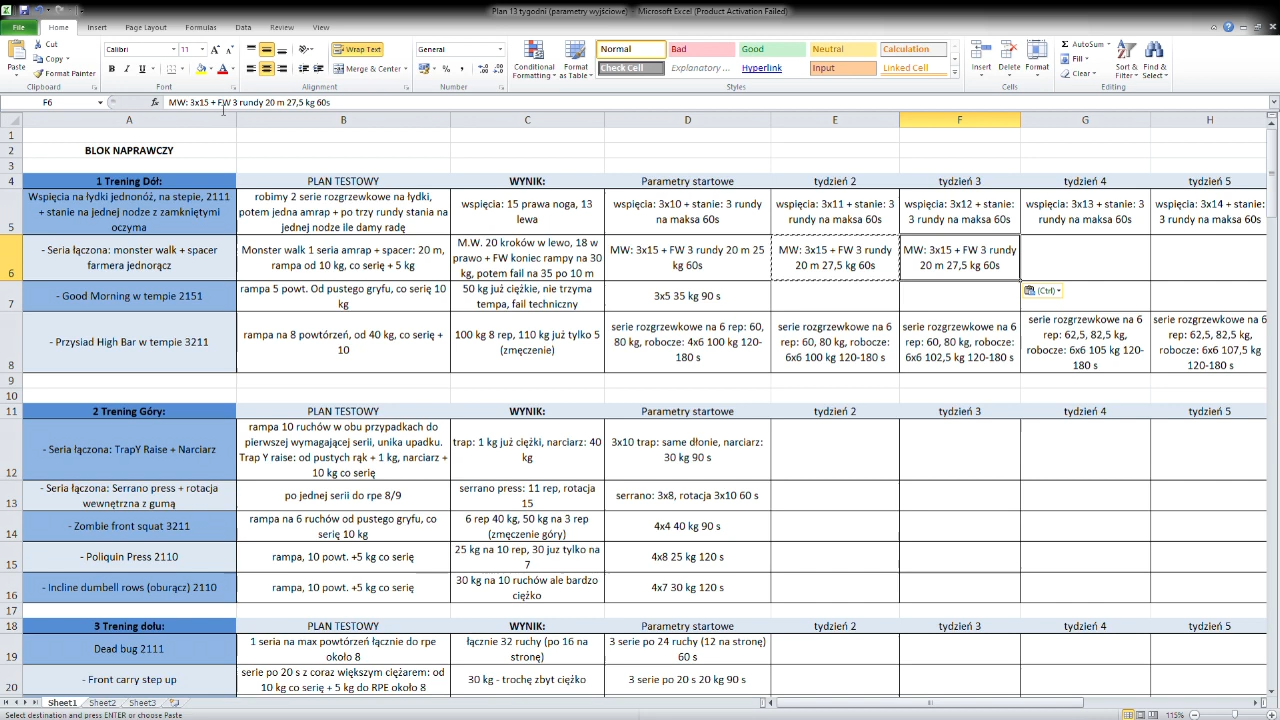 Plan 13 tygodni (parametry wyjściowe) - Microsoft Excel (Product Activation Failed)
File Home Insert Page Layout Formulas Data Review View
Cut
Copy
Format Painter
Paste
Clipboard
Calibri 11
B I U
Font
Wrap Text
Merge & Center
Alignment
General
Number
Conditional Formatting
Format as Table
Normal Bad Good Neutral Calculation
Check Cell Explanatory ... Hyperlink Input Linked Cell
Styles
Insert Delete Format
Cells
AutoSum
Fill
Clear
Sort & Filter
Find & Select
Editing
F6 fx MW: 3x15 + FW 3 rundy 20 m 27,5 kg 60s
A B C D E F G H
1
2 BLOK NAPRAWCZY
3
4 1 Trening Dół: PLAN TESTOWY WYNIK: Parametry startowe tydzień 2 tydzień 3 tydzień 4 tydzień 5
5 Wspięcia na łydki jednonóż, na stepie, 2111 + stanie na jednej nodze z zamkniętymi oczyma
robimy 2 serie rozgrzewkowe na łydki, potem jedna amrap + po trzy rundy stania na jednej nodze ile damy radę
wspięcia: 15 prawa noga, 13 lewa
wspięcia: 3x10 + stanie: 3 rundy na maksa 60s
wspięcia: 3x11 + stanie: 3 rundy na maksa 60s
wspięcia: 3x12 + stanie: 3 rundy na maksa 60s
wspięcia: 3x13 + stanie: 3 rundy na maksa 60s
wspięcia: 3x14 + stanie: 3 rundy na maksa 60s
6 - Seria łączona: monster walk + spacer farmera jednorącz
Monster walk 1 seria amrap + spacer: 20 m, rampa od 10 kg, co serię + 5 kg
M.W. 20 kroków w lewo, 18 w prawo + FW koniec rampy na 30 kg, potem fail na 35 po 10 m
MW: 3x15 + FW 3 rundy 20 m 25 kg 60s
MW: 3x15 + FW 3 rundy 20 m 27,5 kg 60s
MW: 3x15 + FW 3 rundy 20 m 27,5 kg 60s
(Ctrl)
7 - Good Morning w tempie 2151
rampa 5 powt. Od pustego gryfu, co serię 10 kg
50 kg już ciężkie, nie trzyma tempa, fail techniczny
3x5 35 kg 90 s
8 - Przysiad High Bar w tempie 3211
rampa na 8 powtórzeń, od 40 kg, co serię + 10
100 kg 8 rep, 110 kg już tylko 5 (zmęczenie)
serie rozgrzewkowe na 6 rep: 60, 80 kg, robocze: 4x6 100 kg 120-180 s
serie rozgrzewkowe na 6 rep: 60, 80 kg, robocze: 6x6 100 kg 120-180 s
serie rozgrzewkowe na 6 rep: 60, 80 kg, robocze: 6x6 102,5 kg 120-180 s
serie rozgrzewkowe na 6 rep: 62,5, 82,5 kg, robocze: 6x6 105 kg 120-180 s
serie rozgrzewkowe na 6 rep: 62,5, 82,5 kg, robocze: 6x6 107,5 kg 120-180 s
9
10
11 2 Trening Góry: PLAN TESTOWY WYNIK: Parametry startowe tydzień 2 tydzień 3 tydzień 4 tydzień 5
12 - Seria łączona: TrapY Raise + Narciarz
rampa 10 ruchów w obu przypadkach do pierwszej wymagającej serii, unika upadku. Trap Y raise: od pustych rąk + 1 kg, narciarz + 10 kg co serię
trap: 1 kg już ciężki, narciarz: 40 kg
3x10 trap: same dłonie, narciarz: 30 kg 90 s
13 - Seria łączona: Serrano press + rotacja wewnętrzna z gumą
po jednej serii do rpe 8/9
serrano press: 11 rep, rotacja 15
serrano: 3x8, rotacja 3x10 60 s
14 - Zombie front squat 3211
rampa na 6 ruchów od pustego gryfu, co serię 10 kg
6 rep 40 kg, 50 kg na 3 rep (zmęczenie góry)
4x4 40 kg 90 s
15 - Poliquin Press 2110
rampa, 10 powt. +5 kg co serię
25 kg na 10 rep, 30 już tylko na 7
4x8 25 kg 120 s
16 - Incline dumbell rows (oburącz) 2110
rampa, 10 powt. +5 kg co serię
30 kg na 10 ruchów ale bardzo ciężko
4x7 30 kg 120 s
17
18 3 Trening dołu: PLAN TESTOWY WYNIK: Parametry startowe tydzień 2 tydzień 3 tydzień 4 tydzień 5
19 Dead bug 2111
1 seria na max powtórzeń łącznie do rpe około 8
łącznie 32 ruchy (po 16 na stronę)
3 serie po 24 ruchy (12 na stronę) 60 s
20 - Front carry step up
serie po 20 s z coraz większym ciężarem: od 10 kg co serię + 5 kg do RPE około 8
30 kg - trochę zbyt ciężko
3 serie po 20 s 20 kg 90 s
Sheet1 Sheet2 Sheet3
Select destination and press ENTER or choose Paste
115%